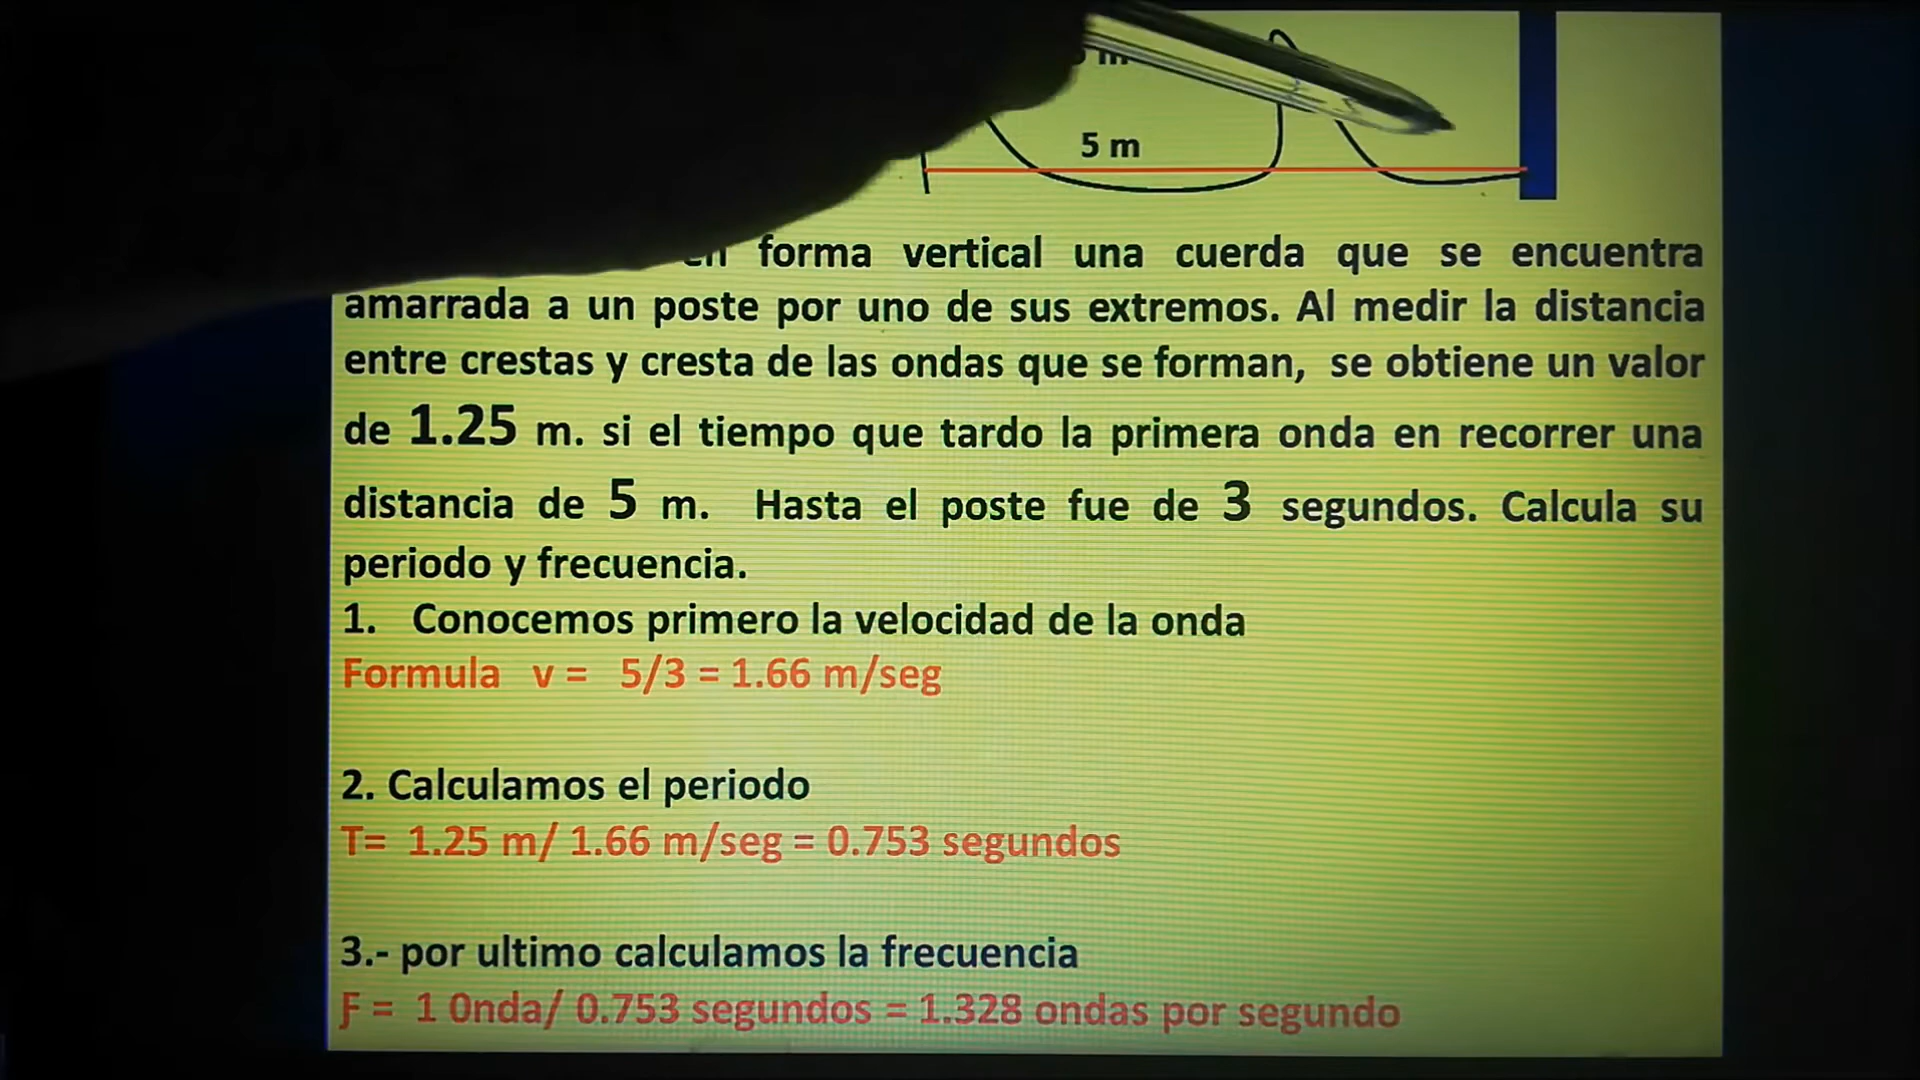 5 m
forma vertical una cuerda que se encuentra
amarrada a un poste por uno de sus extremos. Al medir la distancia
entre crestas y cresta de las ondas que se forman, se obtiene un valor
de 1.25 m. si el tiempo que tardo la primera onda en recorrer una
distancia de 5 m. Hasta el poste fue de 3 segundos. Calcula su
periodo y frecuencia.
1. Conocemos primero la velocidad de la onda
Formula v = 5/3 = 1.66 m/seg
2. Calculamos el periodo
T= 1.25 m/ 1.66 m/seg = 0.753 segundos
3.- por ultimo calculamos la frecuencia
Ƒ = 1 0nda/ 0.753 segundos = 1.328 ondas por segundo